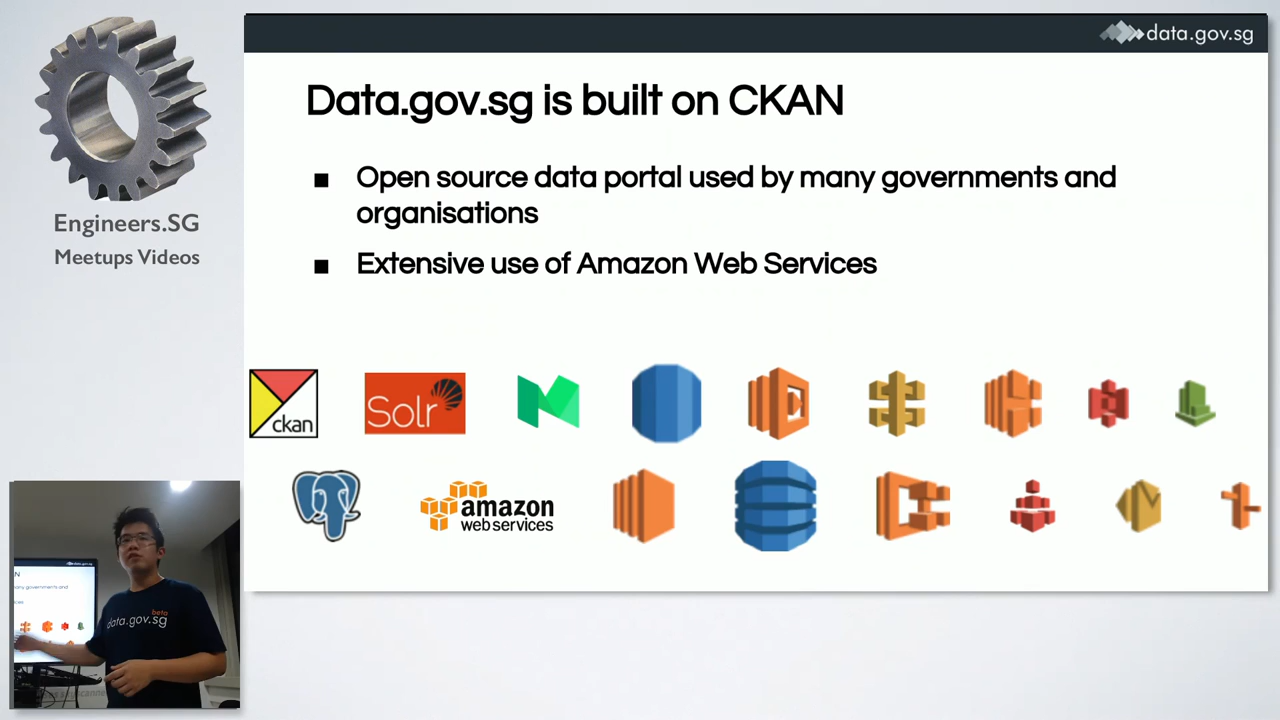 data.gov.sg
Data.gov.sg is built on CKAN
Open source data portal used by many governments and
organisations
Extensive use of Amazon Web Services
ckan
Solr
amazon
web services
Engineers.SG
Meetups Videos
beta
data.gov.sg